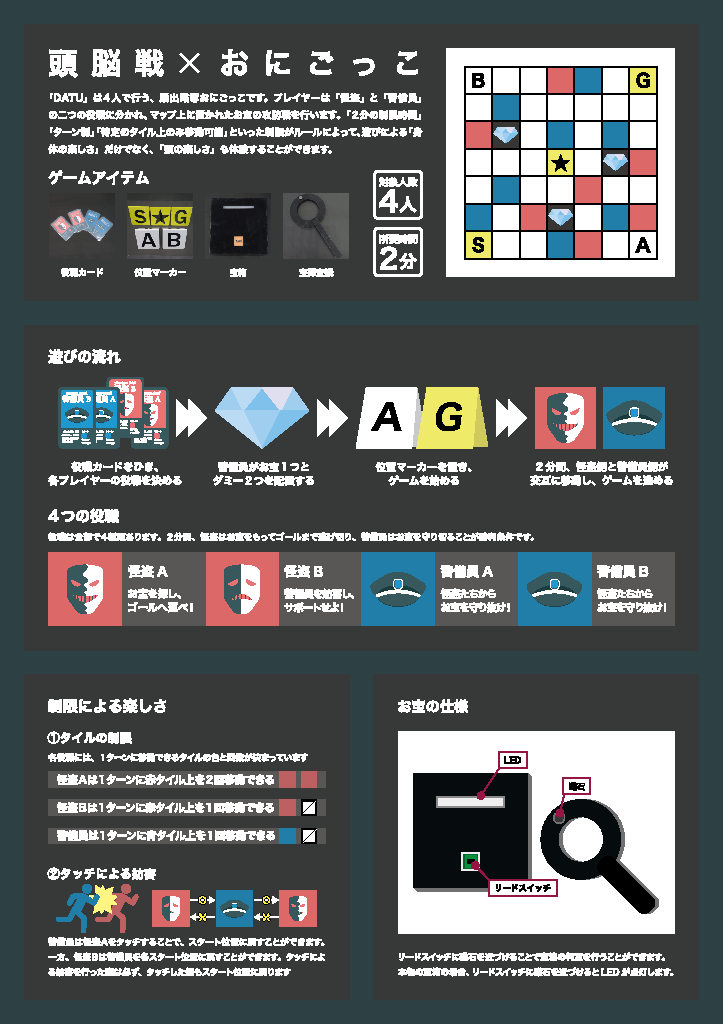 頭脳戦×おにごっこ
「DATU」は4人で行う、脱出戦略おにごっこです。プレイヤーは「怪盗」と「警備員」
の二つの役職に分かれ、マップ上に置かれたお宝の攻防戦を行います。「2分の制限時間」
「ターン制」「特定のタイル上のみ移動可能」といった制限がルールによって、遊びによる「身
体の楽しさ」だけでなく、「頭の楽しさ」も体験することができます。
ゲームアイテム
対象人数
4人
所要時間
2分
S★G
A B
役職カード
位置マーカー
宝箱
B
G
★
S
A
遊びの流れ
A
G
役職カードをひき、
各プレイヤーの役職を決める
警備員がお宝1つと
ダミー2つを配置する
位置マーカーを置き、
ゲームを始める
2分間、怪盗側と警備員側が
交互に移動し、ゲームを進める
4つの役職
役職は全部で4種類あります。2分間、怪盗はお宝をもってゴールまで逃げ切り、警備員はお宝を守り切ることが勝利条件です。
怪盗 A
お宝を探し、
ゴールへ運べ!
怪盗 B
警備員を妨害し、
サポートせよ!
警備員 A
怪盗たちから
お宝を守り抜け!
警備員 B
怪盗たちから
お宝を守り抜け!
制限による楽しさ
①タイルの制限
各役職には、1ターンに移動できるタイルの色と回数が決まっています
怪盗Aは1ターンに赤タイル上を2回移動できる
怪盗Bは1ターンに赤タイル上を1回移動できる
警備員は1ターンに青タイル上を1回移動できる
②タッチによる妨害
警備員は怪盗Aをタッチすることで、スタート位置に戻すことができます。
一方、怪盗Bは警備員を各スタート位置に戻すことができます。タッチによ
る妨害を行った際は必ず、タッチした側もスタート位置に戻ります
お宝の仕様
LED
磁石
リードスイッチ
リードスイッチに磁石を近づけることで宝箱の判定を行うことができます。
本物の宝箱の場合、リードスイッチに磁石を近づけるとLEDが点灯します。